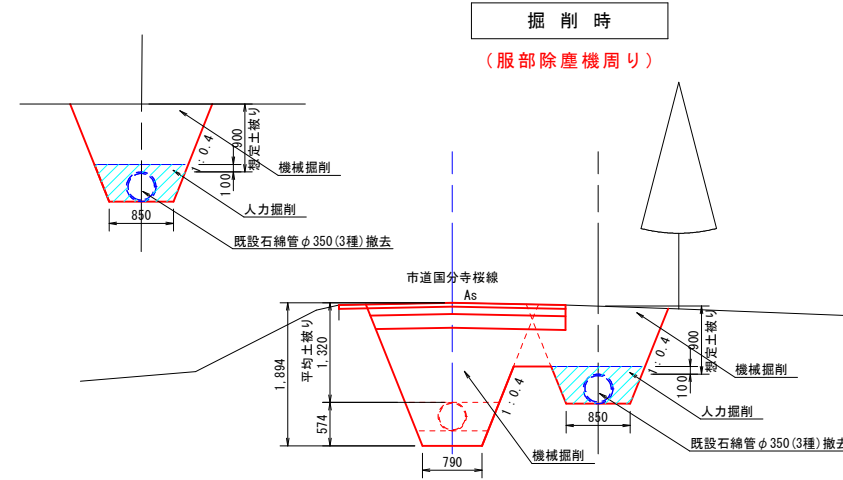 掘削時
(服部除塵機周り)
900
想定土被り
1:0.4
100
機械掘削
人力掘削
850
既設石綿管φ350(3種)撤去
市道国分寺桜線
As
1,894
平均土被り
1,320
574
790
1:0.4
機械掘削
900
想定土被り
1:0.4
100
機械掘削
人力掘削
850
既設石綿管φ350(3種)撤去